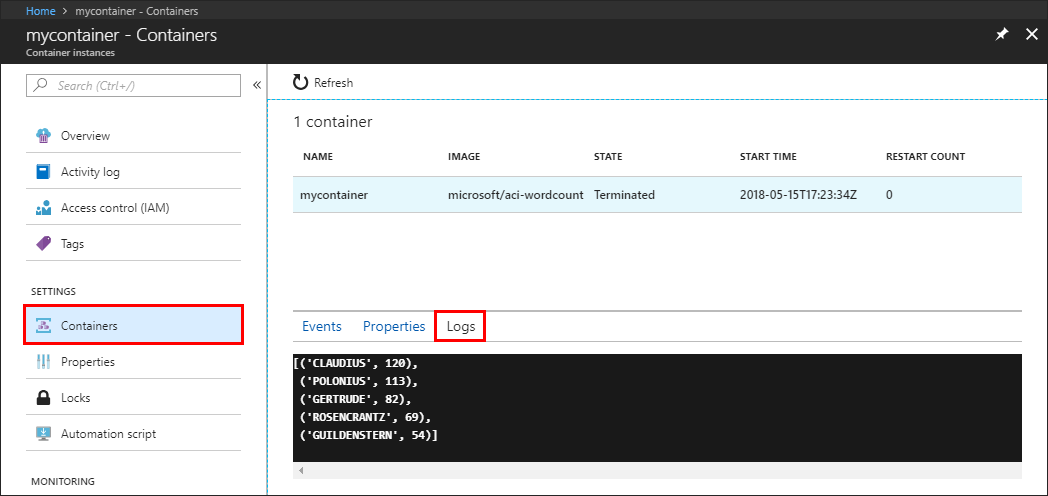 Home > mycontainer - Containers
mycontainer - Containers
Container instances
Search (Ctrl+/)
«
Overview
Activity log
Access control (IAM)
Tags
SETTINGS
Containers
Properties
Locks
Automation script
MONITORING
Refresh
1 container
NAME IMAGE STATE START TIME RESTART COUNT
mycontainer microsoft/aci-wordcount Terminated 2018-05-15T17:23:34Z 0
Events Properties Logs
[('CLAUDIUS', 120),
('POLONIUS', 113),
('GERTRUDE', 82),
('ROSENCRANTZ', 69),
('GUILDENSTERN', 54)]